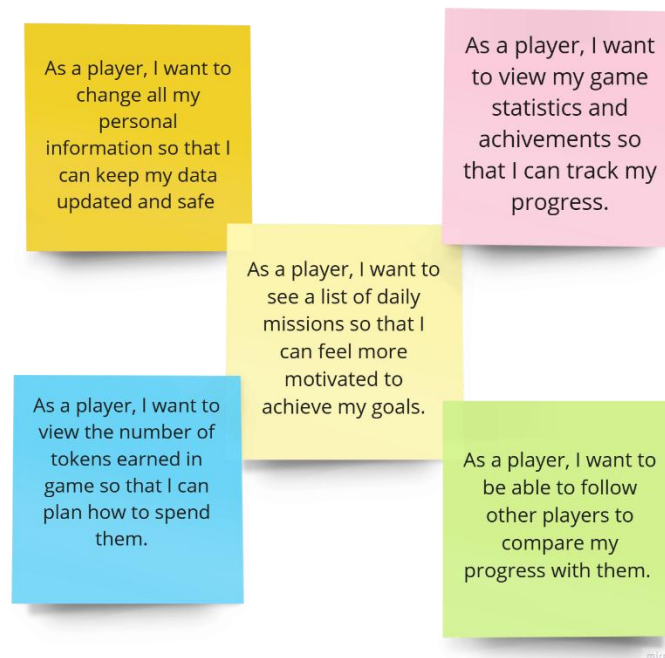 As a player, I want to
change all my
personal
information so that I
can keep my data
updated and safe
As a player, I want
to view my game
statistics and
achivements so
that I can track my
progress.
As a player, I want to
see a list of daily
missions so that I
can feel more
motivated to
achieve my goals.
As a player, I want to
view the number of
tokens earned in
game so that I can
plan how to spend
them.
As a player, I want to
be able to follow
other players to
compare my
progress with them.